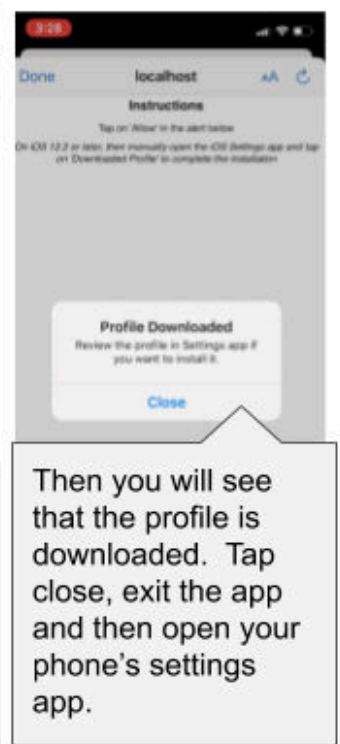 3:28
Done localhost AA
Instructions
Tap on 'Allow' in the alert below
On iOS 12.2 or later, then manually open the iOS Settings app and tap
on 'Downloaded Profile' to complete the installation
Profile Downloaded
Review the profile in Settings app if
you want to install it.
Close
Then you will see
that the profile is
downloaded. Tap
close, exit the app
and then open your
phone's settings
app.